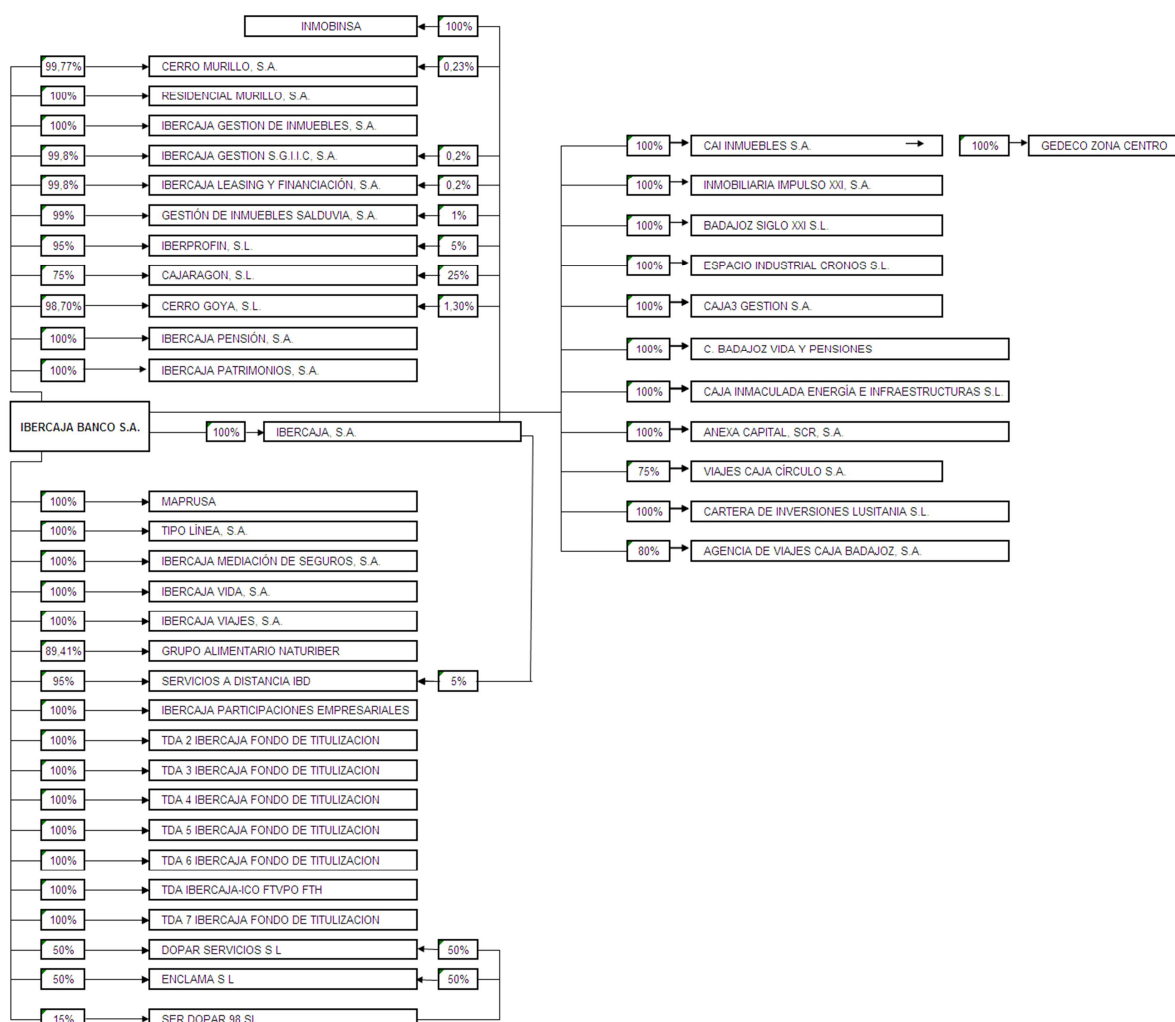 INMOBINSA 100%
99,77% CERRO MURILLO, S.A. 0,23%
100% RESIDENCIAL MURILLO, S.A.
100% IBERCAJA GESTION DE INMUEBLES, S.A.
99,8% IBERCAJA GESTION S.G.I.I.C, S.A. 0,2%
99,8% IBERCAJA LEASING Y FINANCIACIÓN, S.A. 0,2%
99% GESTIÓN DE INMUEBLES SALDUVIA, S.A. 1%
95% IBERPROFIN, S.L. 5%
75% CAJARAGON, S.L. 25%
98,70% CERRO GOYA, S.L. 1,30%
100% IBERCAJA PENSIÓN, S.A.
100% IBERCAJA PATRIMONIOS, S.A.
IBERCAJA BANCO S.A.
100% IBERCAJA, S.A.
100% MAPRUSA
100% TIPO LÍNEA, S.A.
100% IBERCAJA MEDIACIÓN DE SEGUROS, S.A.
100% IBERCAJA VIDA, S.A.
100% IBERCAJA VIAJES, S.A.
89,41% GRUPO ALIMENTARIO NATURIBER
95% SERVICIOS A DISTANCIA IBD 5%
100% IBERCAJA PARTICIPACIONES EMPRESARIALES
100% TDA 2 IBERCAJA FONDO DE TITULIZACION
100% TDA 3 IBERCAJA FONDO DE TITULIZACION
100% TDA 4 IBERCAJA FONDO DE TITULIZACION
100% TDA 5 IBERCAJA FONDO DE TITULIZACION
100% TDA 6 IBERCAJA FONDO DE TITULIZACION
100% TDA IBERCAJA-ICO FTVPO FTH
100% TDA 7 IBERCAJA FONDO DE TITULIZACION
50% DOPAR SERVICIOS S L 50%
50% ENCLAMA S L 50%
15% SER DOPAR 98 SL
100% CAI INMUEBLES S.A. 100% GEDECO ZONA CENTRO
100% INMOBILIARIA IMPULSO XXI, S.A.
100% BADAJOZ SIGLO XXI S.L.
100% ESPACIO INDUSTRIAL CRONOS S.L.
100% CAJA3 GESTION S.A.
100% C. BADAJOZ VIDA Y PENSIONES
100% CAJA INMACULADA ENERGÍA E INFRAESTRUCTURAS S.L.
100% ANEXA CAPITAL, SCR, S.A.
75% VIAJES CAJA CÍRCULO S.A.
100% CARTERA DE INVERSIONES LUSITANIA S.L.
80% AGENCIA DE VIAJES CAJA BADAJOZ, S.A.